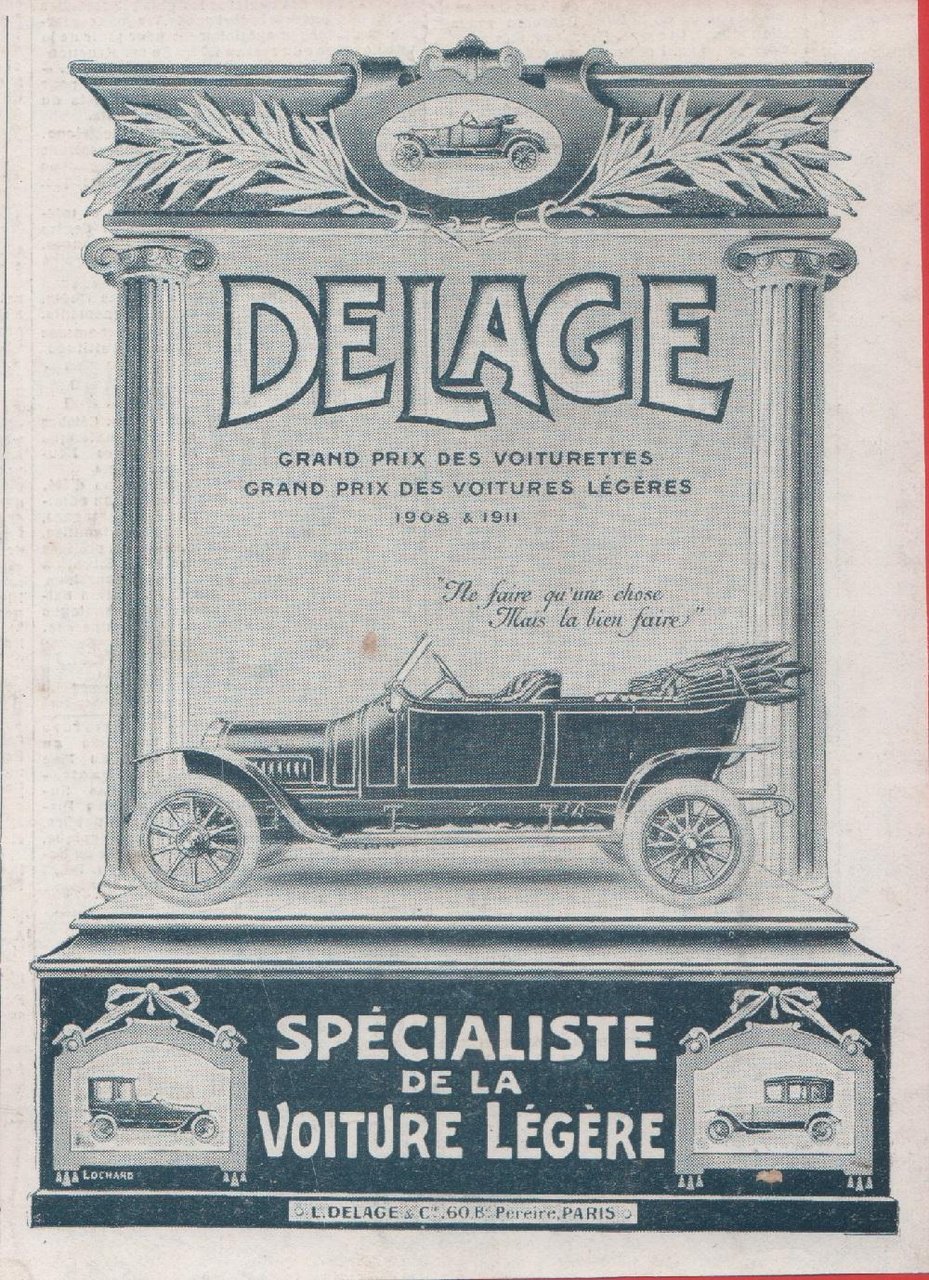 DELAGE
GRAND PRIX DES VOITURETTES
GRAND PRIX DES VOITURES LÉGÈRES
1908 & 1911
"Ne faire qu'une chose
Mais la bien faire"
SPÉCIALISTE
DE LA
VOITURE LÉGÈRE
LOCHARD
L. DELAGE & Cie, 60, Bd Pereire, PARIS